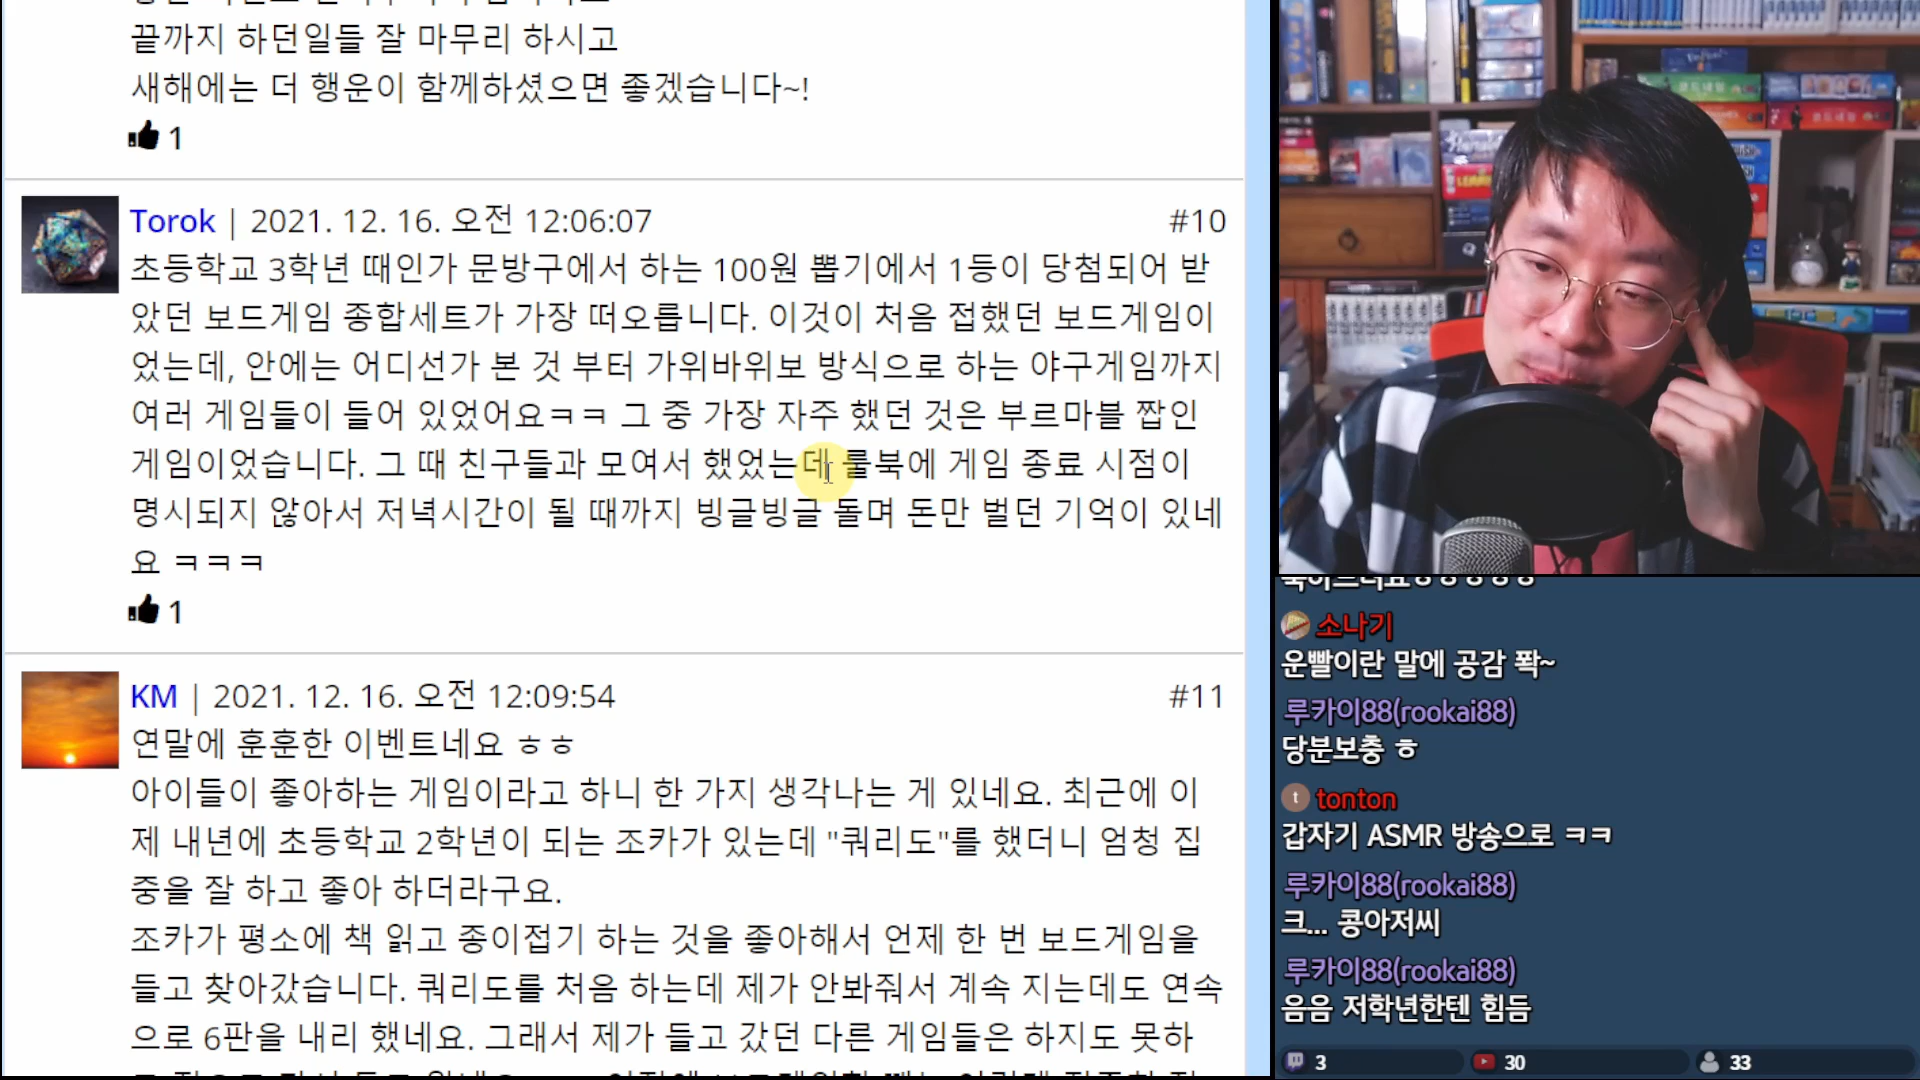 끝까지 하던일들 잘 마무리 하시고
새해에는 더 행운이 함께하셨으면 좋겠습니다~!
1
Torok | 2021. 12. 16. 오전 12:06:07 #10
초등학교 3학년 때인가 문방구에서 하는 100원 뽑기에서 1등이 당첨되어 받
았던 보드게임 종합세트가 가장 떠오릅니다. 이것이 처음 접했던 보드게임이
었는데, 안에는 어디선가 본 것 부터 가위바위보 방식으로 하는 야구게임까지
여러 게임들이 들어 있었어요ㅋㅋ 그 중 가장 자주 했던 것은 부르마블 짭인
게임이었습니다. 그 때 친구들과 모여서 했었는데 룰북에 게임 종료 시점이
명시되지 않아서 저녁시간이 될 때까지 빙글빙글 돌며 돈만 벌던 기억이 있네
요 ㅋㅋㅋ
1
KM | 2021. 12. 16. 오전 12:09:54 #11
연말에 훈훈한 이벤트네요 ㅎㅎ
아이들이 좋아하는 게임이라고 하니 한 가지 생각나는 게 있네요. 최근에 이
제 내년에 초등학교 2학년이 되는 조카가 있는데 "쿼리도"를 했더니 엄청 집
중을 잘 하고 좋아 하더라구요.
조카가 평소에 책 읽고 종이접기 하는 것을 좋아해서 언제 한 번 보드게임을
들고 찾아갔습니다. 쿼리도를 처음 하는데 제가 안봐줘서 계속 지는데도 연속
으로 6판을 내리 했네요. 그래서 제가 들고 갔던 다른 게임들은 하지도 못하
소나기
운빨이란 말에 공감 퐉~
루카이88(rookai88)
당분보충 ㅎ
t tonton
갑자기 ASMR 방송으로 ㅋㅋ
루카이88(rookai88)
크... 콩아저씨
루카이88(rookai88)
음음 저학년한텐 힘듬
3 30 33